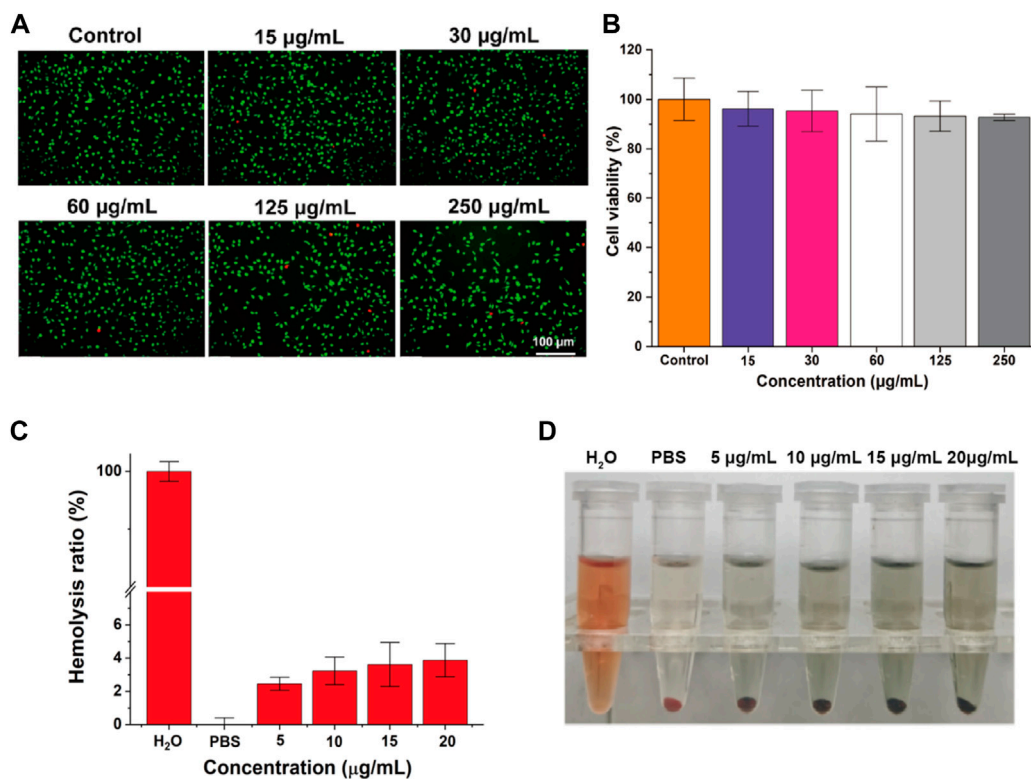 A
Control 15 µg/mL 30 µg/mL
60 µg/mL 125 µg/mL 250 µg/mL
100 µm
B
Cell viability (%)
120
100
80
60
40
20
0
Control 15 30 60 125 250
Concentration (µg/mL)
C
Hemolysis ratio (%)
100
6
4
2
0
H₂O PBS 5 10 15 20
Concentration (µg/mL)
D
H₂O PBS 5 µg/mL 10 µg/mL 15 µg/mL 20µg/mL